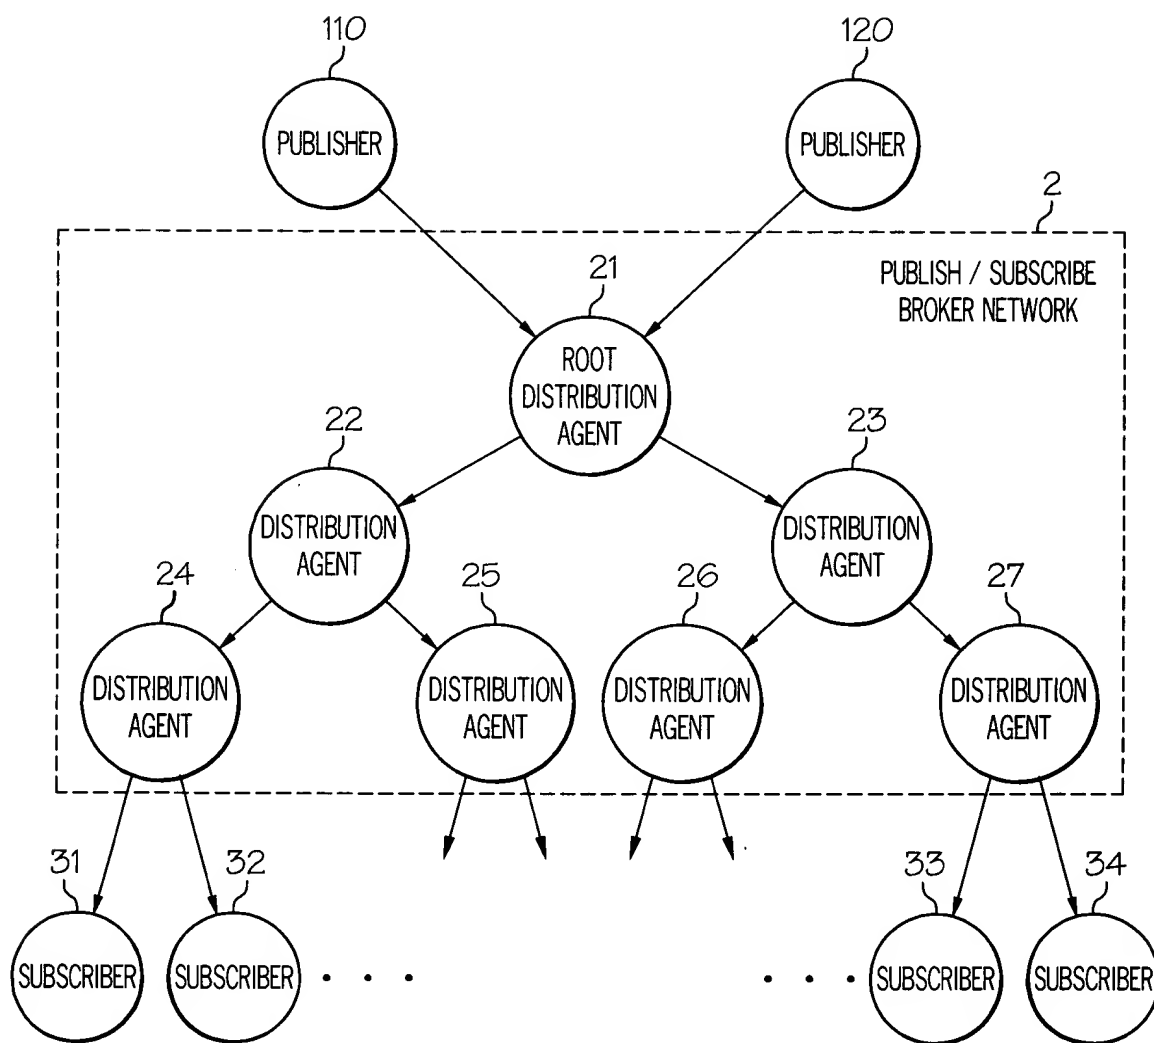 110
120
PUBLISHER
PUBLISHER
2
PUBLISH / SUBSCRIBE
BROKER NETWORK
21
ROOT
DISTRIBUTION
AGENT
22
23
DISTRIBUTION
AGENT
DISTRIBUTION
AGENT
24
25
26
27
DISTRIBUTION
AGENT
DISTRIBUTION
AGENT
DISTRIBUTION
AGENT
DISTRIBUTION
AGENT
31
32
33
34
SUBSCRIBER
SUBSCRIBER
SUBSCRIBER
SUBSCRIBER